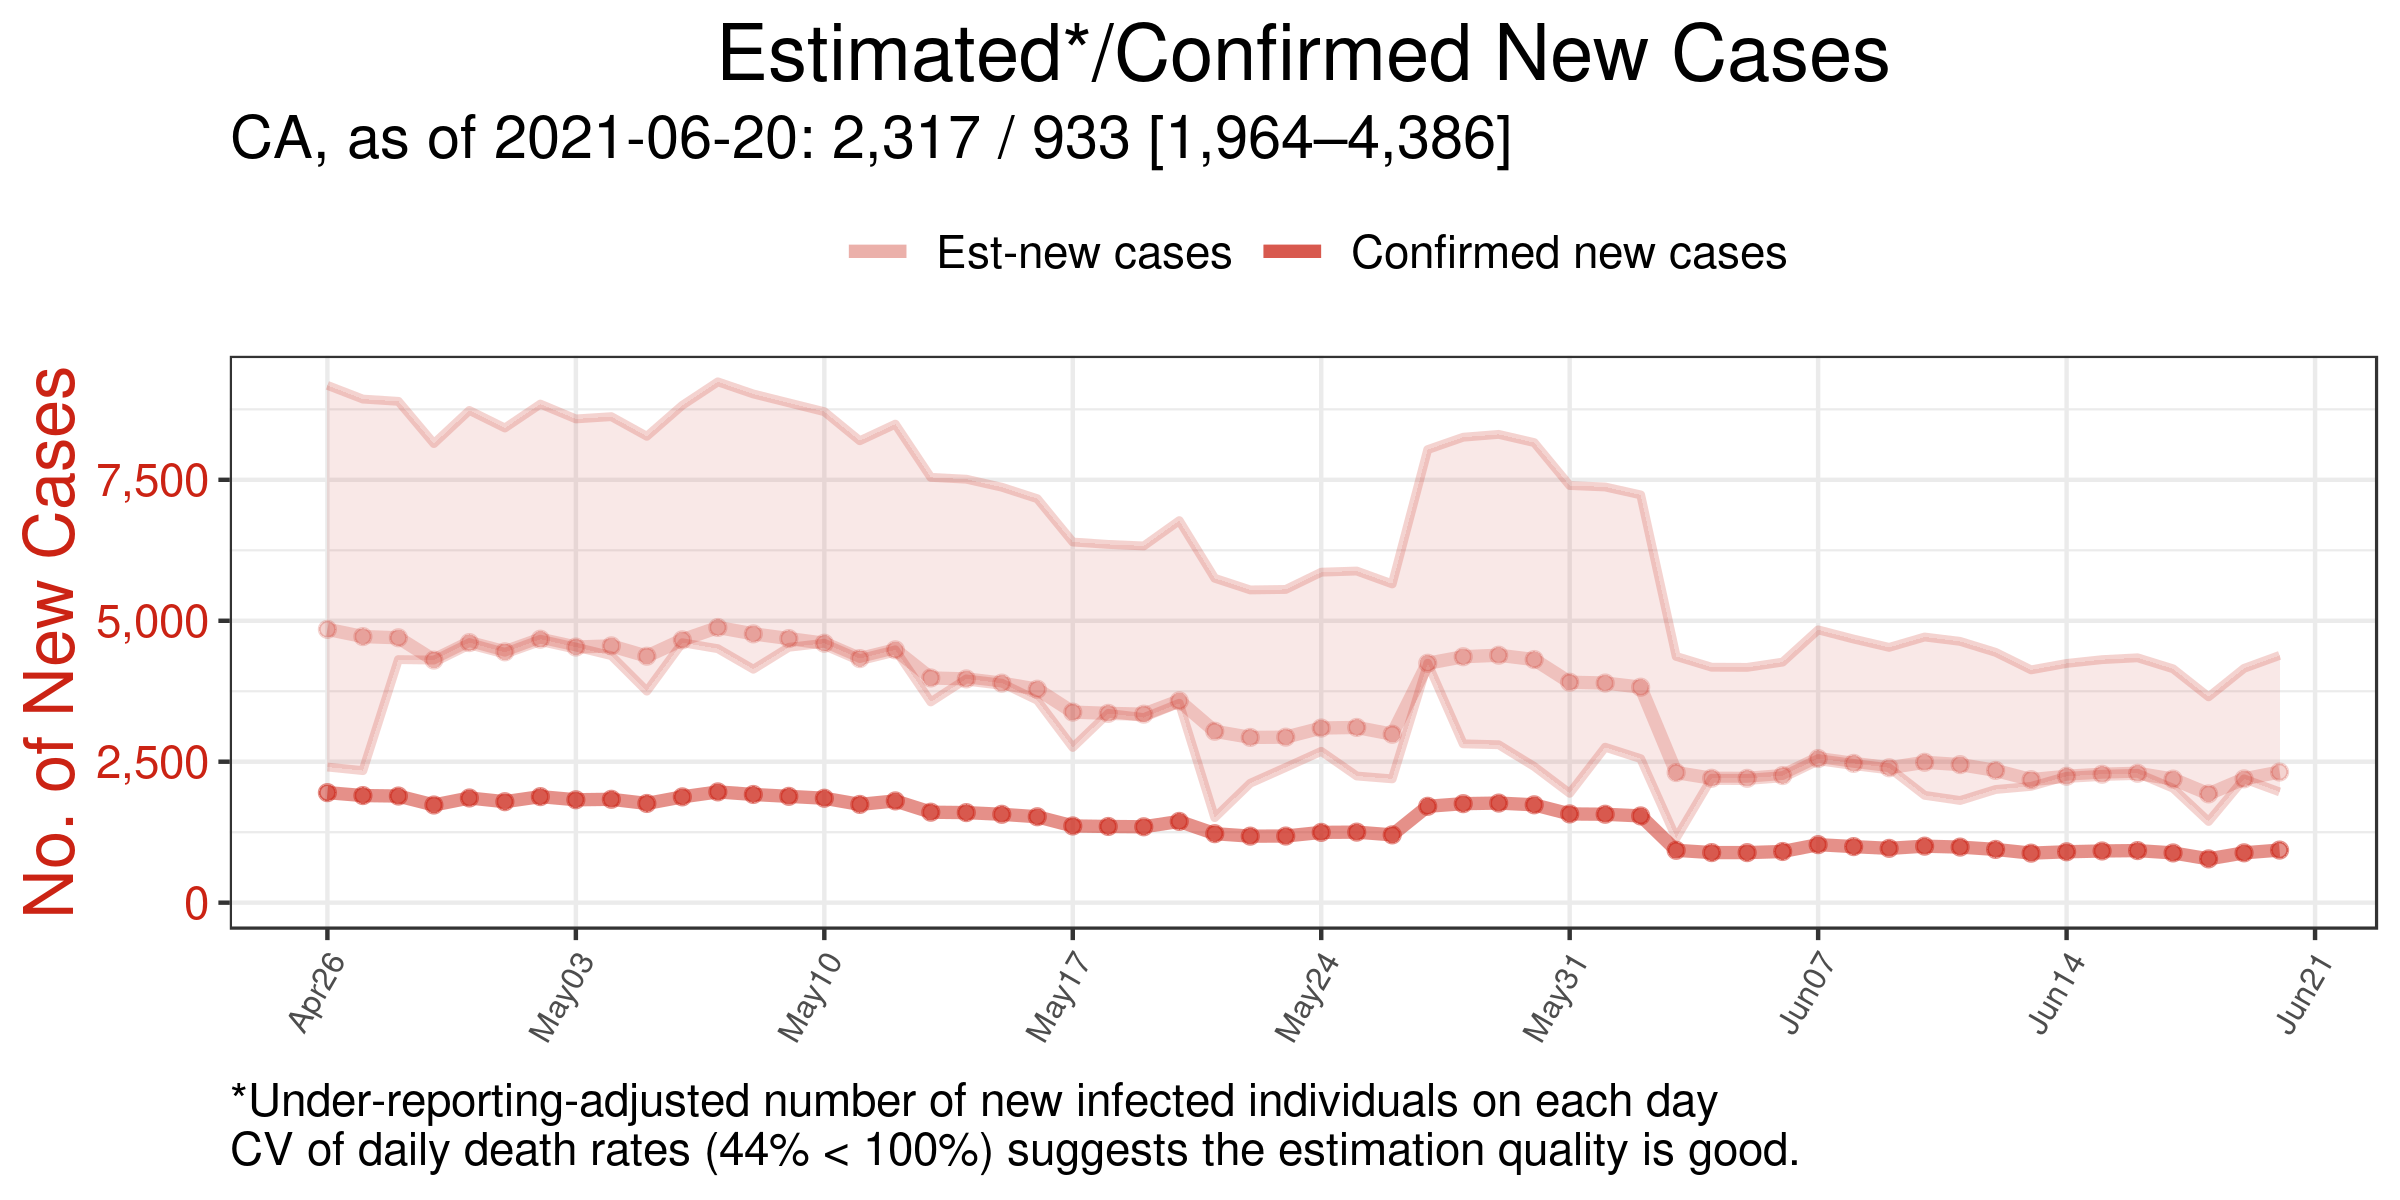 Estimated*/Confirmed New Cases
CA, as of 2021-06-20: 2,317 / 933 [1,964–4,386]
Est-new cases
Confirmed new cases
No. of New Cases
7,500
5,000
2,500
0
Apr26
May03
May10
May17
May24
May31
Jun07
Jun14
Jun21
*Under-reporting-adjusted number of new infected individuals on each day
CV of daily death rates (44% < 100%) suggests the estimation quality is good.